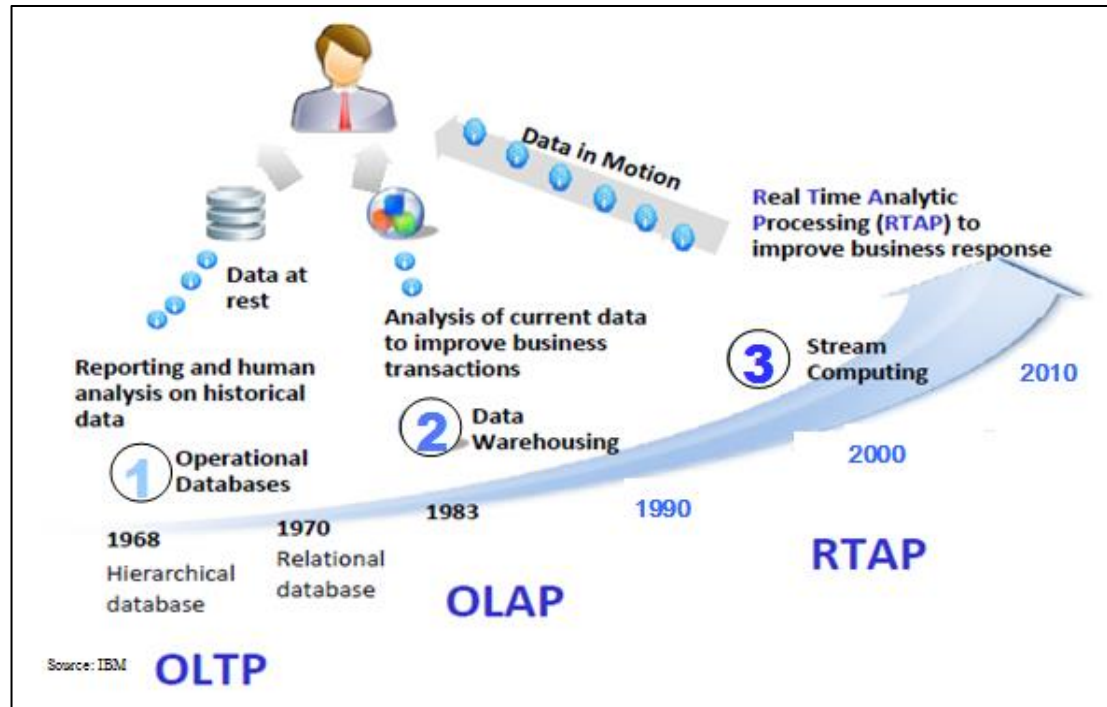 Data in Motion
Real Time Analytic
Processing (RTAP) to
improve business response
Data at
rest
Analysis of current data
to improve business
transactions
Reporting and human
analysis on historical
data
3
Stream
Computing
2
Data
Warehousing
1
Operational
Databases
2010
2000
1990
1983
1970
Relational
database
1968
Hierarchical
database
RTAP
OLAP
OLTP
Source: IBM